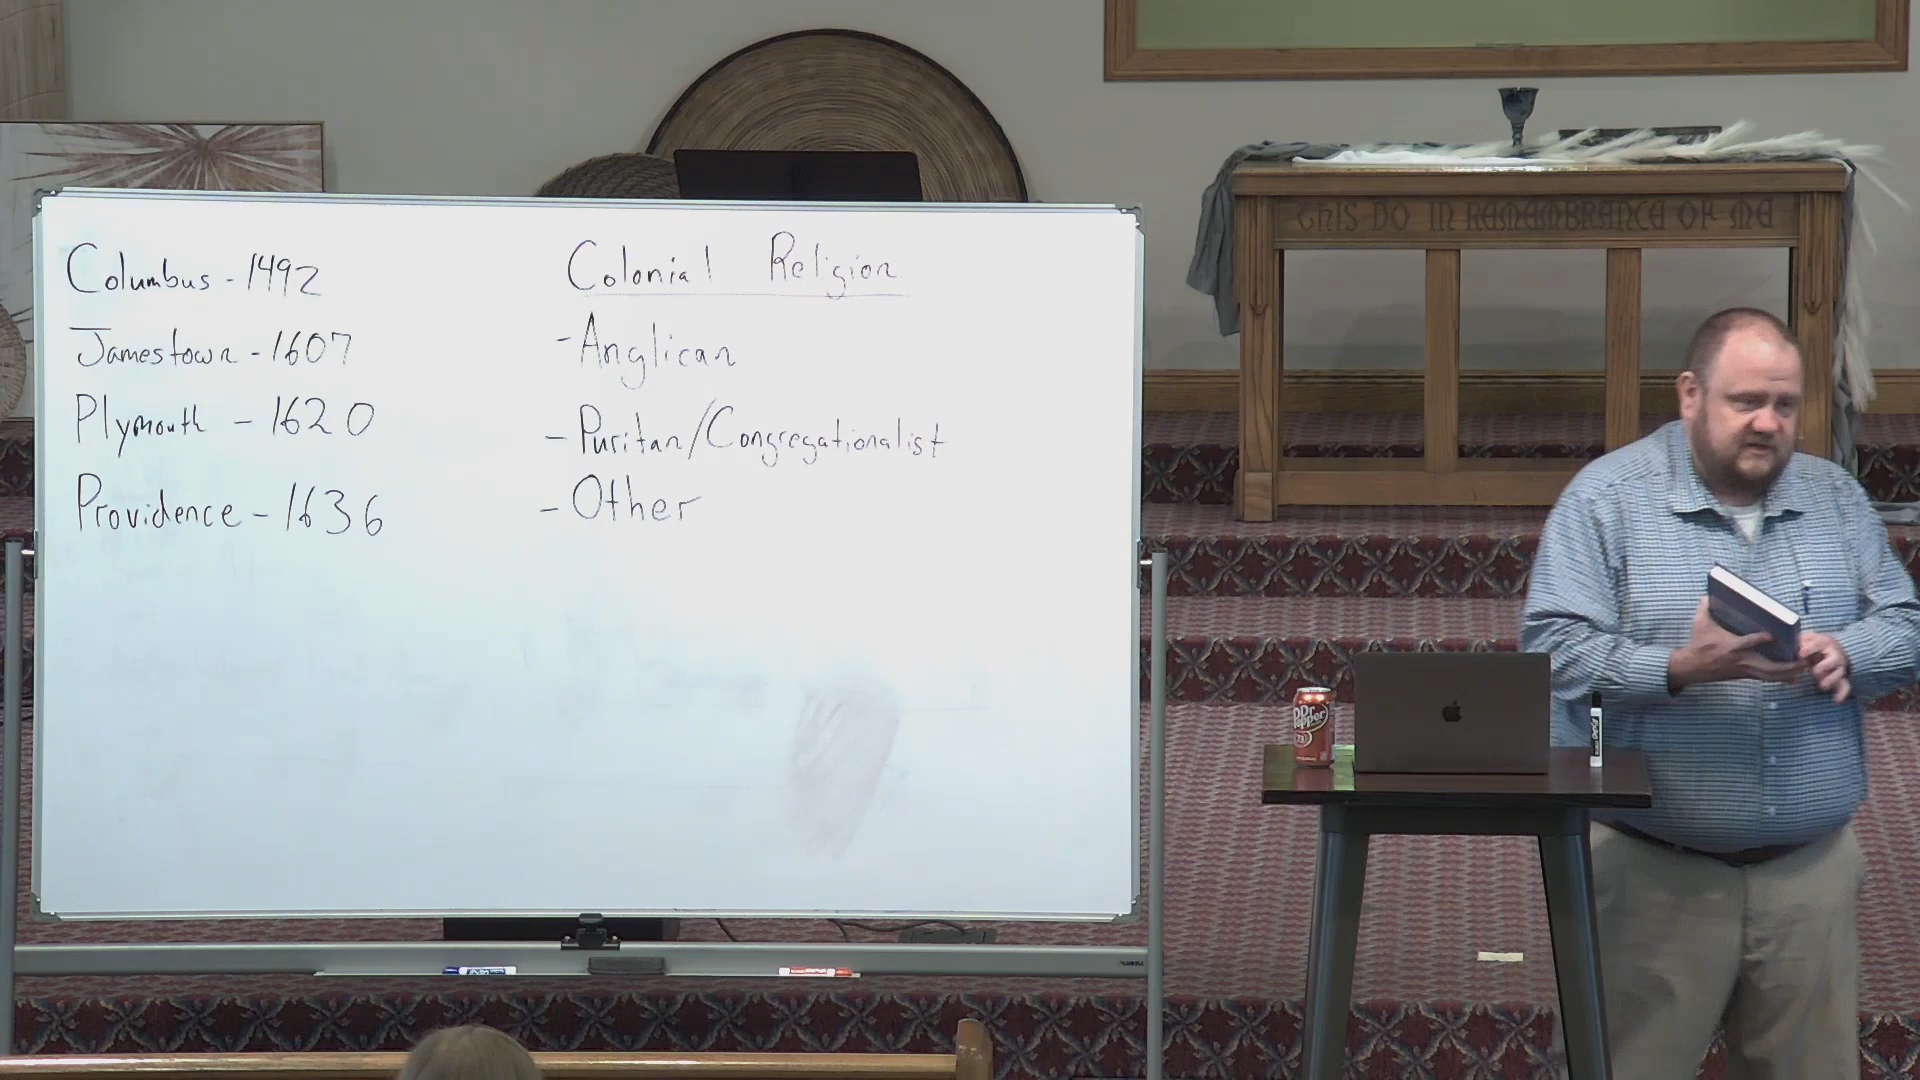 Columbus - 1492
Jamestown - 1607
Plymouth - 1620
Providence - 1636
Colonial Religion
- Anglican
- Puritan/Congregationalist
- Other
THIS DO IN REMEMBRANCE OF ME
Dr Pepper
23